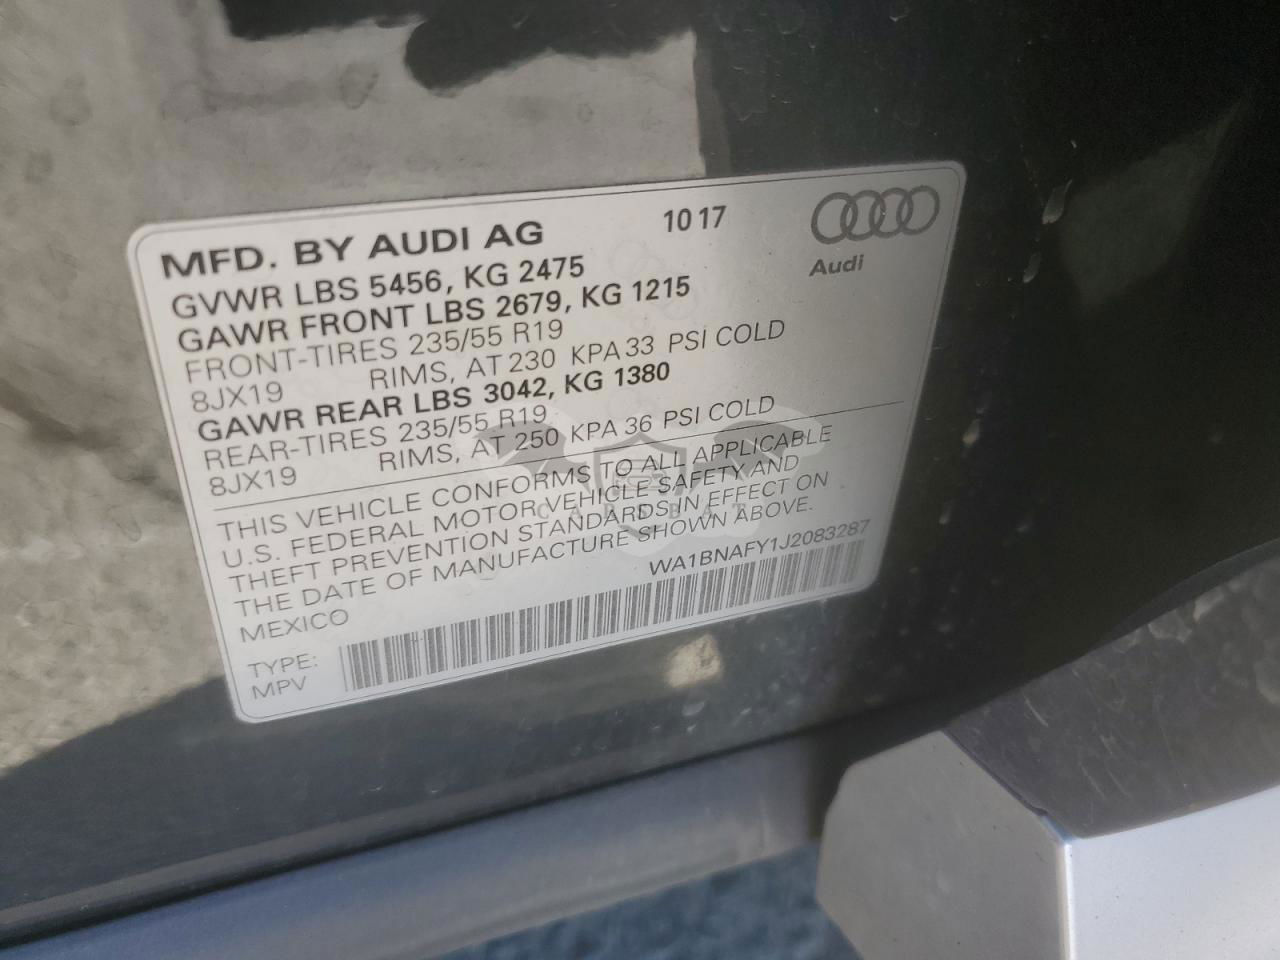 MFD. BY AUDI AG 10 17
Audi
GVWR LBS 5456, KG 2475
GAWR FRONT LBS 2679, KG 1215
FRONT-TIRES 235/55 R19
8JX19 RIMS, AT 230 KPA 33 PSI COLD
GAWR REAR LBS 3042, KG 1380
REAR-TIRES 235/55 R19
8JX19 RIMS, AT 250 KPA 36 PSI COLD
THIS VEHICLE CONFORMS TO ALL APPLICABLE
U.S. FEDERAL MOTOR VEHICLE SAFETY AND
THEFT PREVENTION STANDARDS IN EFFECT ON
THE DATE OF MANUFACTURE SHOWN ABOVE.
MEXICO WA1BNAFY1J2083287
TYPE:
MPV